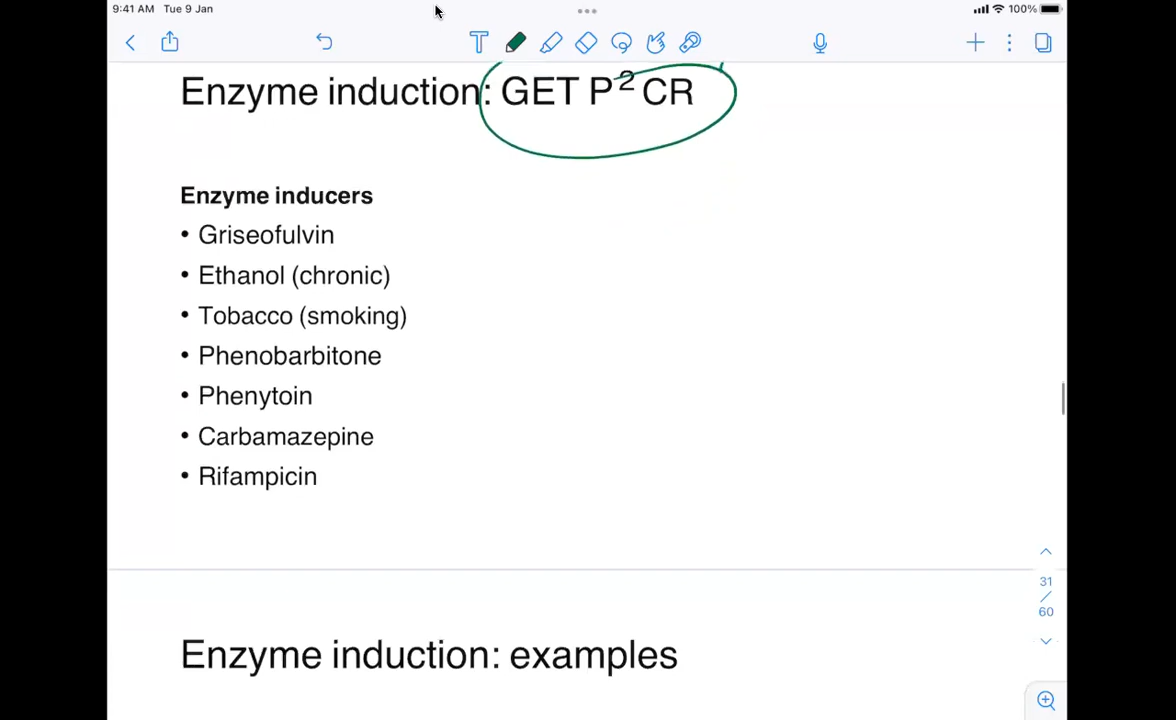 9:41 AM Tue 9 Jan
100%
Enzyme induction: GET P²CR
Enzyme inducers
• Griseofulvin
• Ethanol (chronic)
• Tobacco (smoking)
• Phenobarbitone
• Phenytoin
• Carbamazepine
• Rifampicin
31
/
60
Enzyme induction: examples